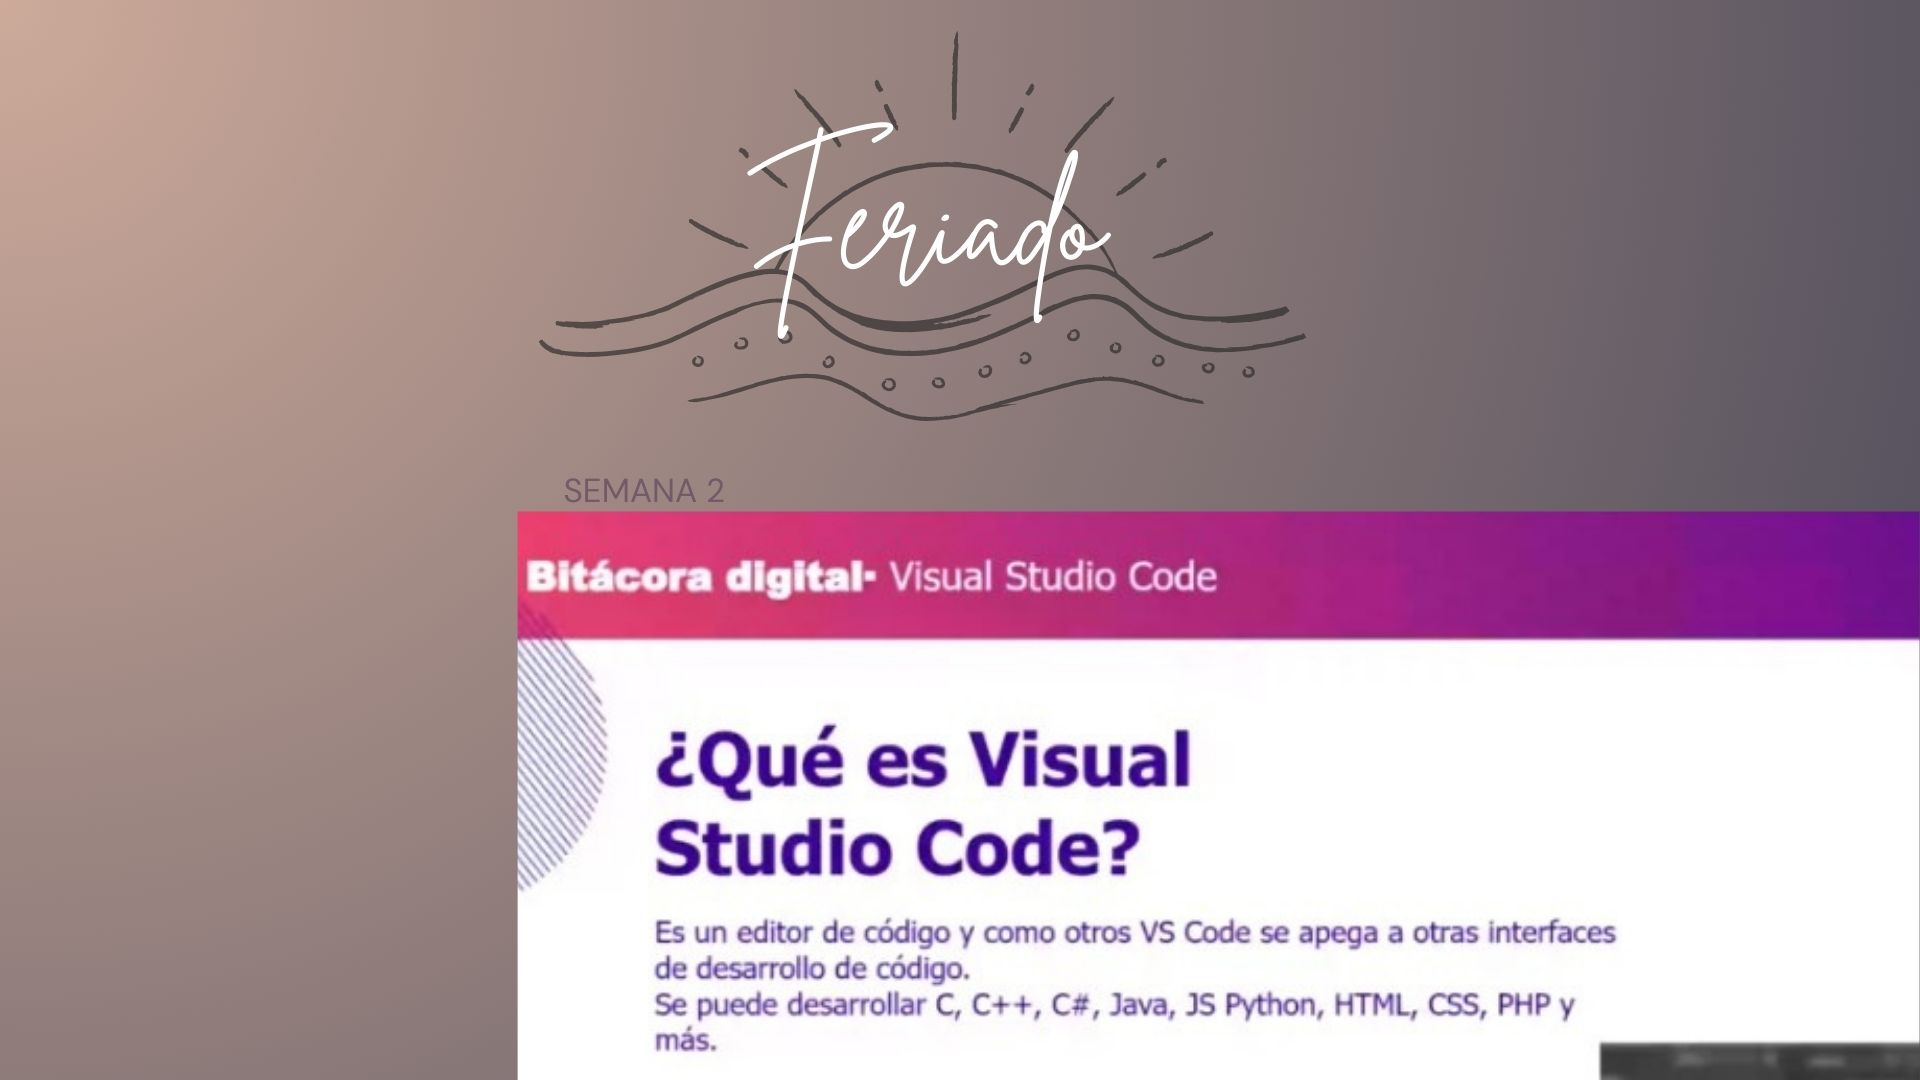 Feriado
SEMANA 2
Bitácora digital- Visual Studio Code
¿Qué es Visual
Studio Code?
Es un editor de código y como otros VS Code se apega a otras interfaces
de desarrollo de código.
Se puede desarrollar C, C++, C#, Java, JS Python, HTML, CSS, PHP y
más.